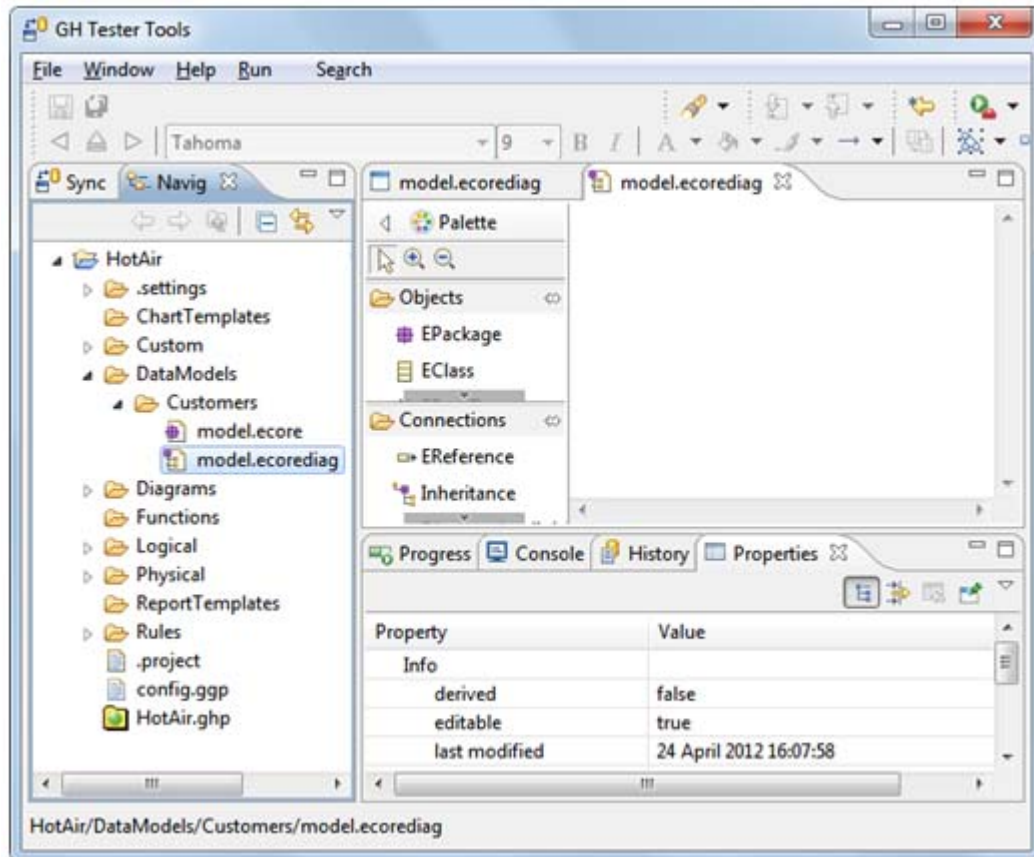 GH Tester Tools
File Window Help Run Search
Tahoma 9 B I A
Sync Navig
HotAir
.settings
ChartTemplates
Custom
DataModels
Customers
model.ecore
model.ecorediag
Diagrams
Functions
Logical
Physical
ReportTemplates
Rules
.project
config.ggp
HotAir.ghp
model.ecorediag model.ecorediag
Palette
Objects
EPackage
EClass
Connections
EReference
Inheritance
Progress Console History Properties
Property Value
Info
derived false
editable true
last modified 24 April 2012 16:07:58
HotAir/DataModels/Customers/model.ecorediag